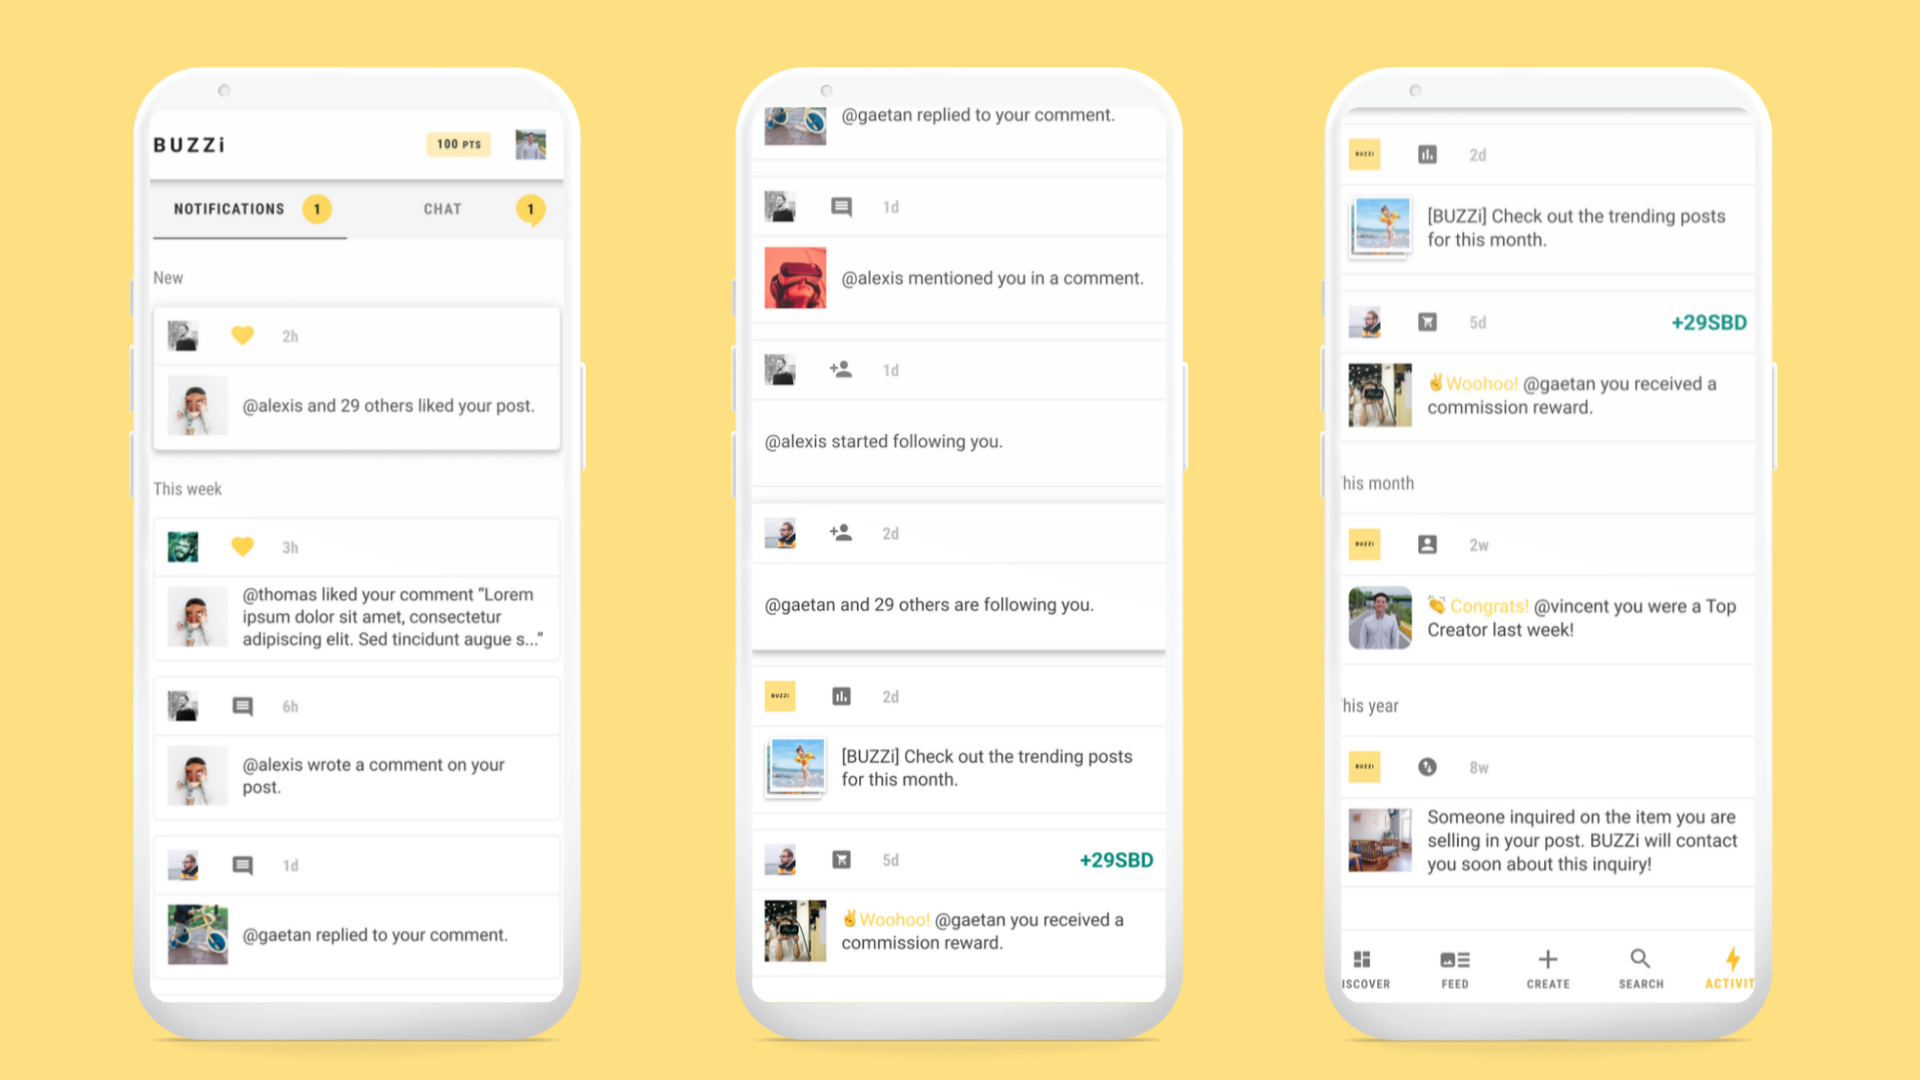 BUZZi
100 PTS
NOTIFICATIONS 1
CHAT 1
New
2h
@alexis and 29 others liked your post.
This week
3h
@thomas liked your comment “Lorem
ipsum dolor sit amet, consectetur
adipiscing elit. Sed tincidunt augue s...”
6h
@alexis wrote a comment on your
post.
1d
@gaetan replied to your comment.
@gaetan replied to your comment.
1d
@alexis mentioned you in a comment.
1d
@alexis started following you.
2d
@gaetan and 29 others are following you.
BUZZi
2d
[BUZZi] Check out the trending posts
for this month.
5d
+29SBD
Woohoo! @gaetan you received a
commission reward.
BUZZi
2d
[BUZZi] Check out the trending posts
for this month.
5d
+29SBD
Woohoo! @gaetan you received a
commission reward.
his month
BUZZi
2w
Congrats! @vincent you were a Top
Creator last week!
his year
BUZZi
8w
Someone inquired on the item you are
selling in your post. BUZZi will contact
you soon about this inquiry!
ISCOVER
FEED
CREATE
SEARCH
ACTIVIT